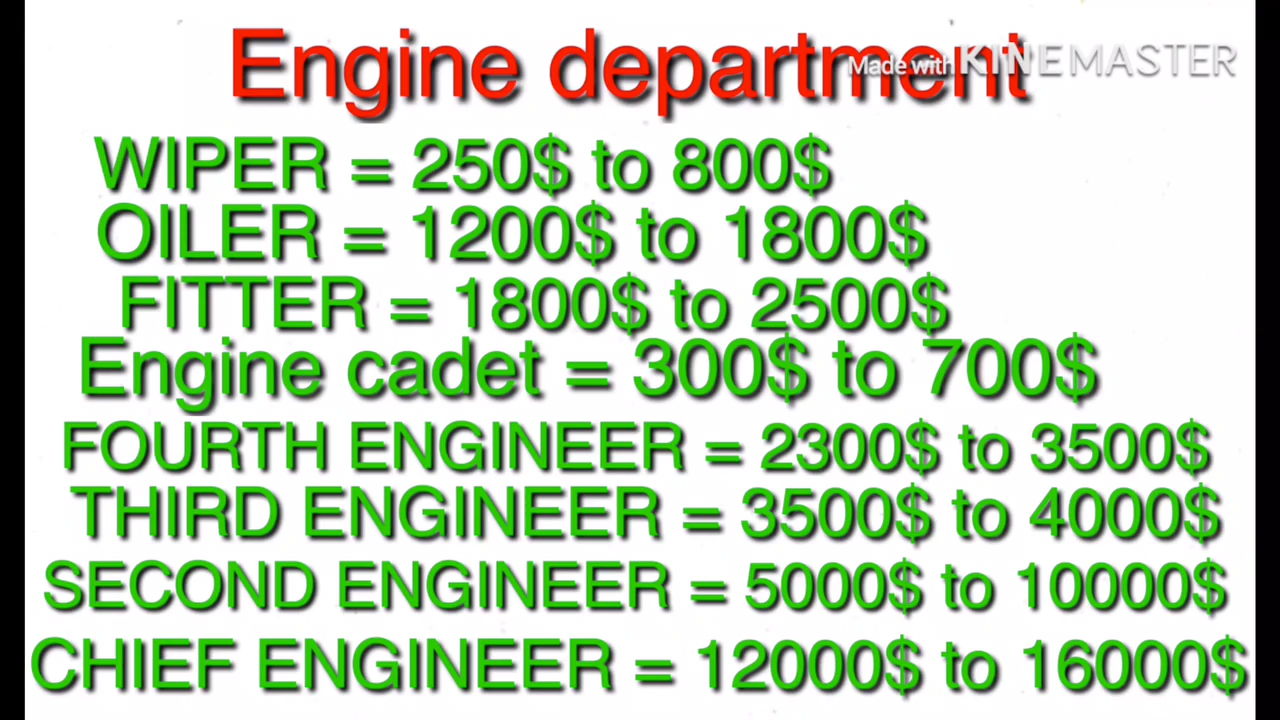 Engine department
Made with KINEMASTER
WIPER = 250$ to 800$
OILER = 1200$ to 1800$
FITTER = 1800$ to 2500$
Engine cadet = 300$ to 700$
FOURTH ENGINEER = 2300$ to 3500$
THIRD ENGINEER = 3500$ to 4000$
SECOND ENGINEER = 5000$ to 10000$
CHIEF ENGINEER = 12000$ to 16000$